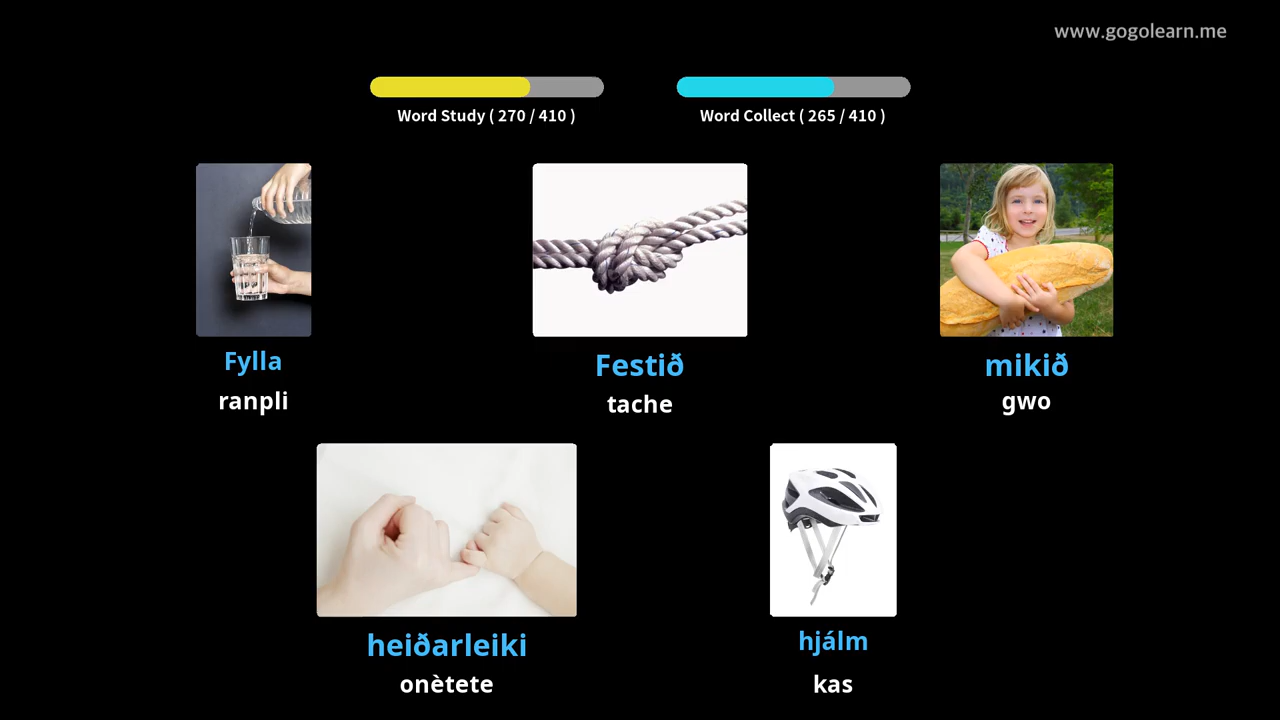 www.gogolearn.me
Word Study ( 270 / 410 )
Word Collect ( 265 / 410 )
Fylla
ranpli
Festið
tache
mikið
gwo
heiðarleiki
onètete
hjálm
kas